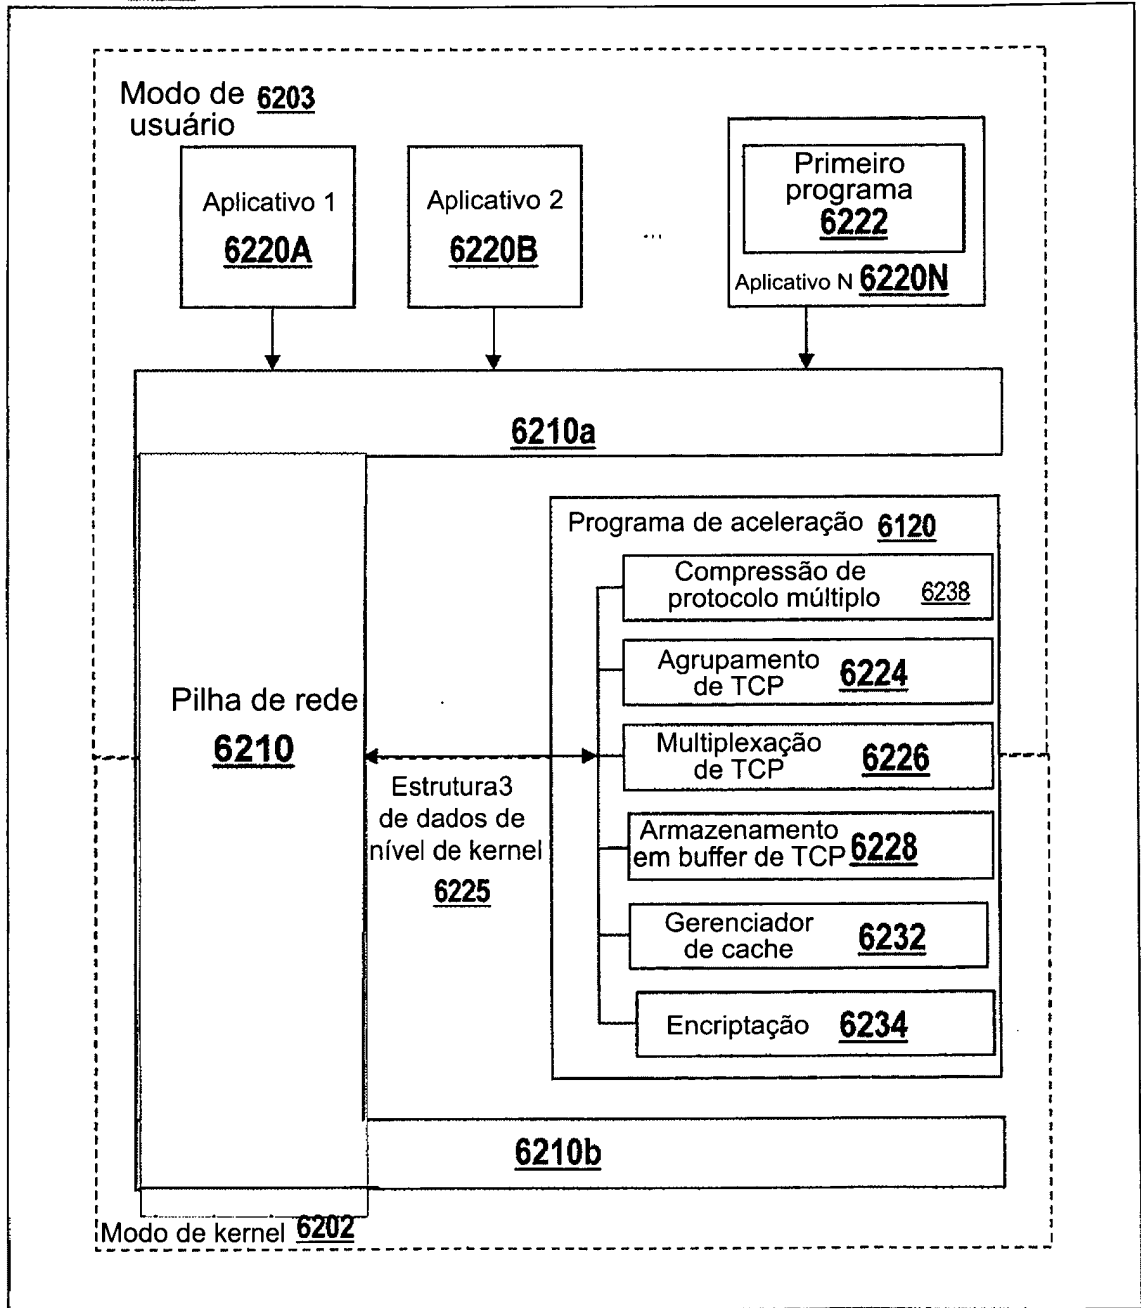 Modo de 6203
usuário
Aplicativo 1
6220A
Aplicativo 2
6220B
...
Primeiro
programa
6222
Aplicativo N 6220N
6210a
Programa de aceleração 6120
Compressão de
protocolo múltiplo 6238
Agrupamento
de TCP 6224
Pilha de rede
6210
Multiplexação
de TCP 6226
Estrutura3
de dados de
nível de kernel
6225
Armazenamento
em buffer de TCP 6228
Gerenciador
de cache 6232
Encriptação 6234
6210b
Modo de kernel 6202